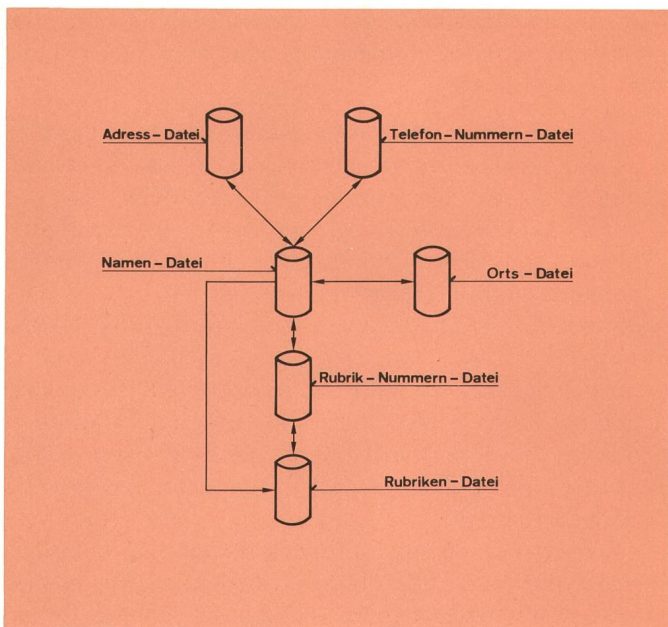 Adress – Datei
Telefon – Nummern – Datei
Namen – Datei
Orts – Datei
Rubrik – Nummern – Datei
Rubriken – Datei